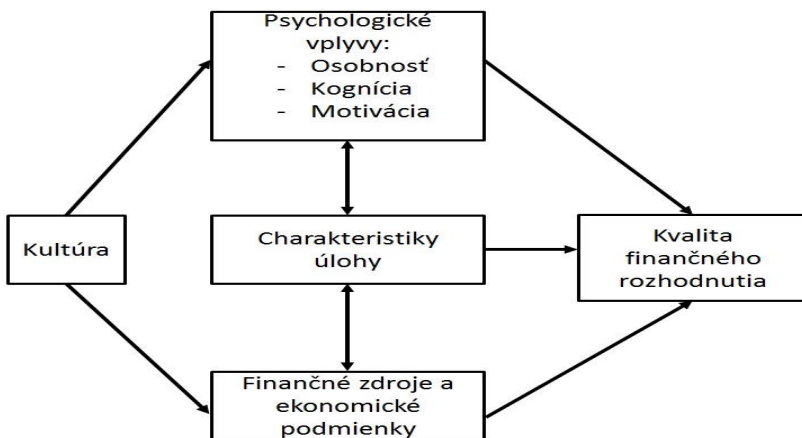 Psychologické
vplyvy:
- Osobnosť
- Kognícia
- Motivácia
Kultúra
Charakteristiky
úlohy
Kvalita
finančného
rozhodnutia
Finančné zdroje a
ekonomické
podmienky